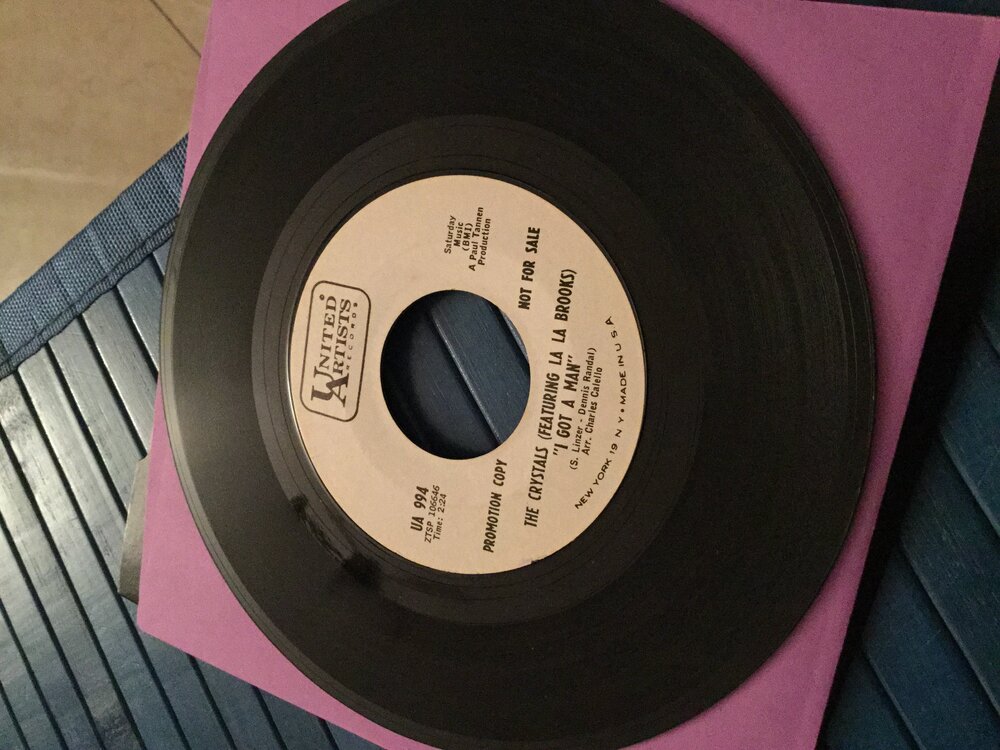 UNITED
ARTISTS
RECORDS
UA 994
ZTSP 106646
Time: 2:24
Saturday
Music
(BMI)
A Paul Tannen
Production
PROMOTION COPY
NOT FOR SALE
THE CRYSTALS (FEATURING LA LA BROOKS)
"I GOT A MAN"
(S. Linzer - Dennis Randal)
Arr. Charles Calello
NEW YORK 19 N Y • MADE IN U S A